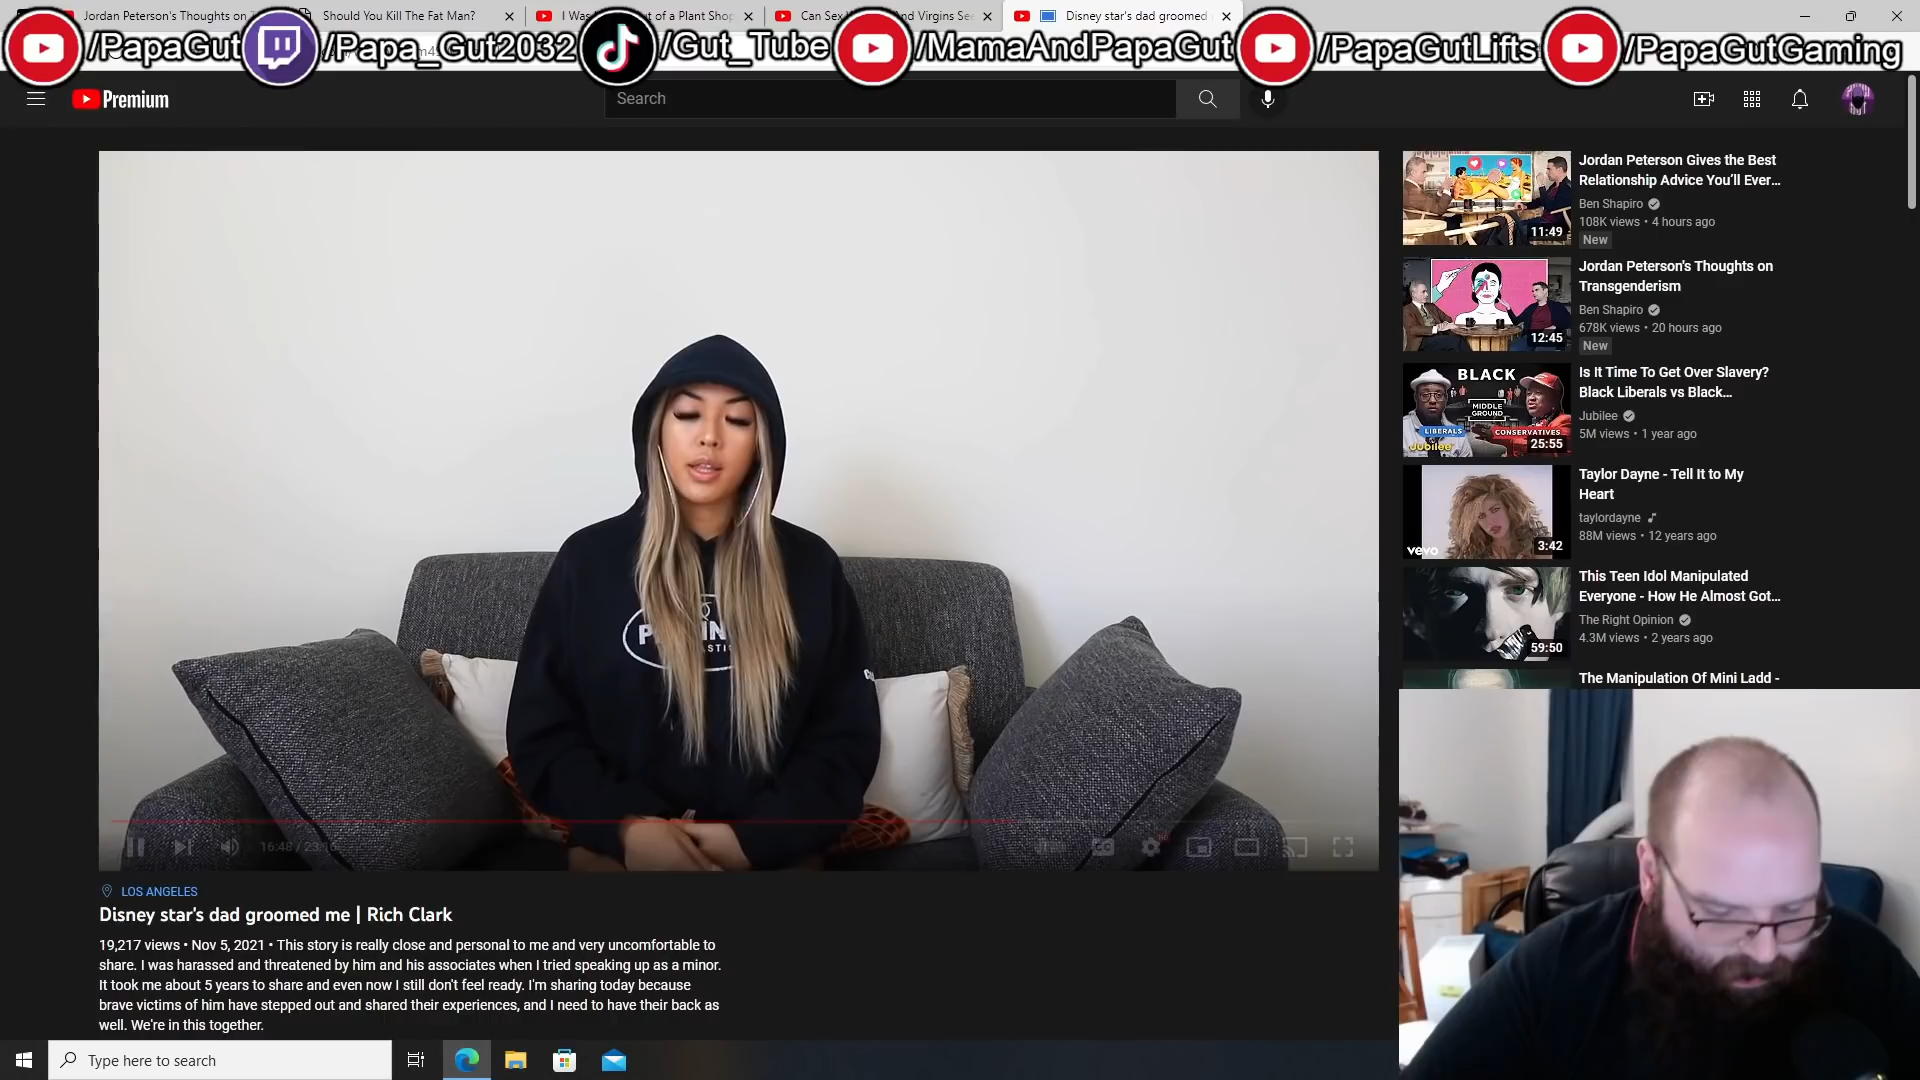 Jordan Peterson's Thoughts on
Should You Kill The Fat Man?
Disney star's dad groomed
/PapaGut
/Papa_Gut2032
/Gut_Tube
/MamaAndPapaGut
/PapaGutLifts
/PapaGutGaming
Premium
Search
Jordan Peterson Gives the Best
Relationship Advice You'll Ever...
Ben Shapiro
108K views • 4 hours ago
New
11:49
Jordan Peterson's Thoughts on
Transgenderism
Ben Shapiro
678K views • 20 hours ago
New
12:45
BLACK
MIDDLE
GROUND
LIBERALS
CONSERVATIVES
Jubilee
25:55
Is It Time To Get Over Slavery?
Black Liberals vs Black...
Jubilee
5M views • 1 year ago
Taylor Dayne - Tell It to My
Heart
taylordayne
88M views • 12 years ago
vevo
3:42
This Teen Idol Manipulated
Everyone - How He Almost Got...
The Right Opinion
4.3M views • 2 years ago
59:50
The Manipulation Of Mini Ladd -
LOS ANGELES
Disney star's dad groomed me | Rich Clark
19,217 views • Nov 5, 2021 • This story is really close and personal to me and very uncomfortable to
share. I was harassed and threatened by him and his associates when I tried speaking up as a minor.
It took me about 5 years to share and even now I still don't feel ready. I'm sharing today because
brave victims of him have stepped out and shared their experiences, and I need to have their back as
well. We're in this together.
Type here to search